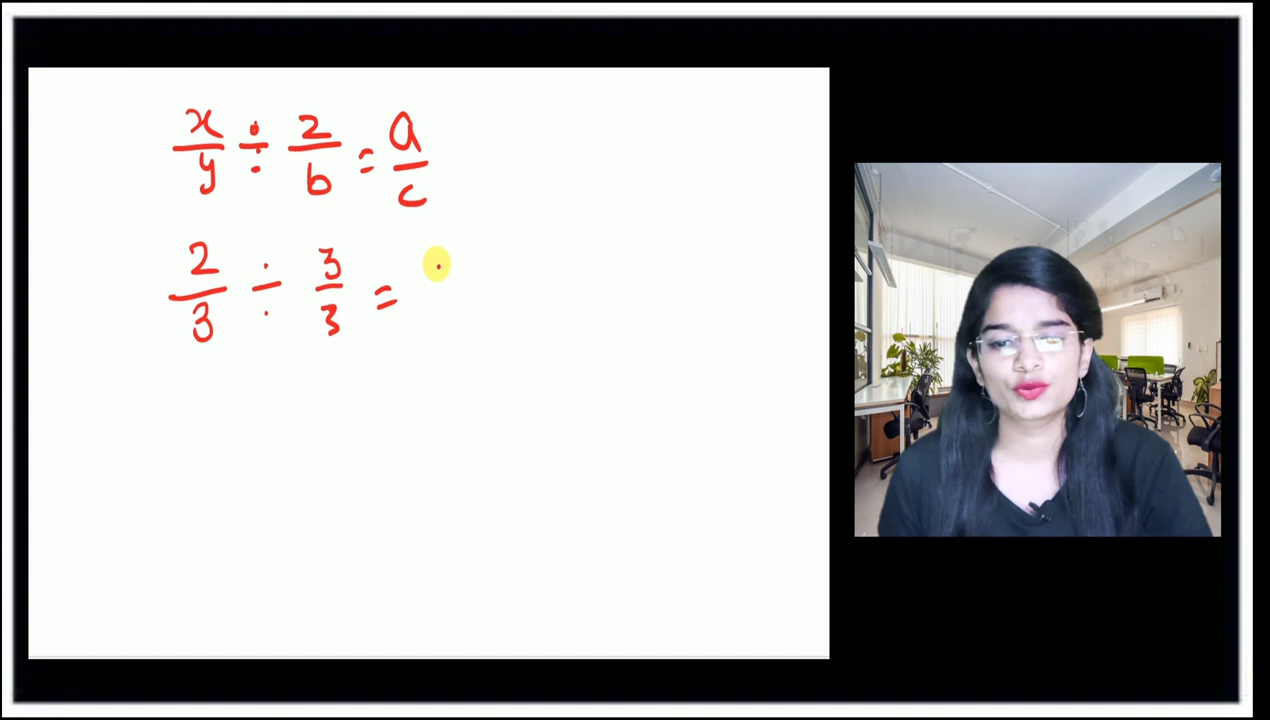 x/y ÷ 2/b = a/c
2/3 ÷ 3/3 =